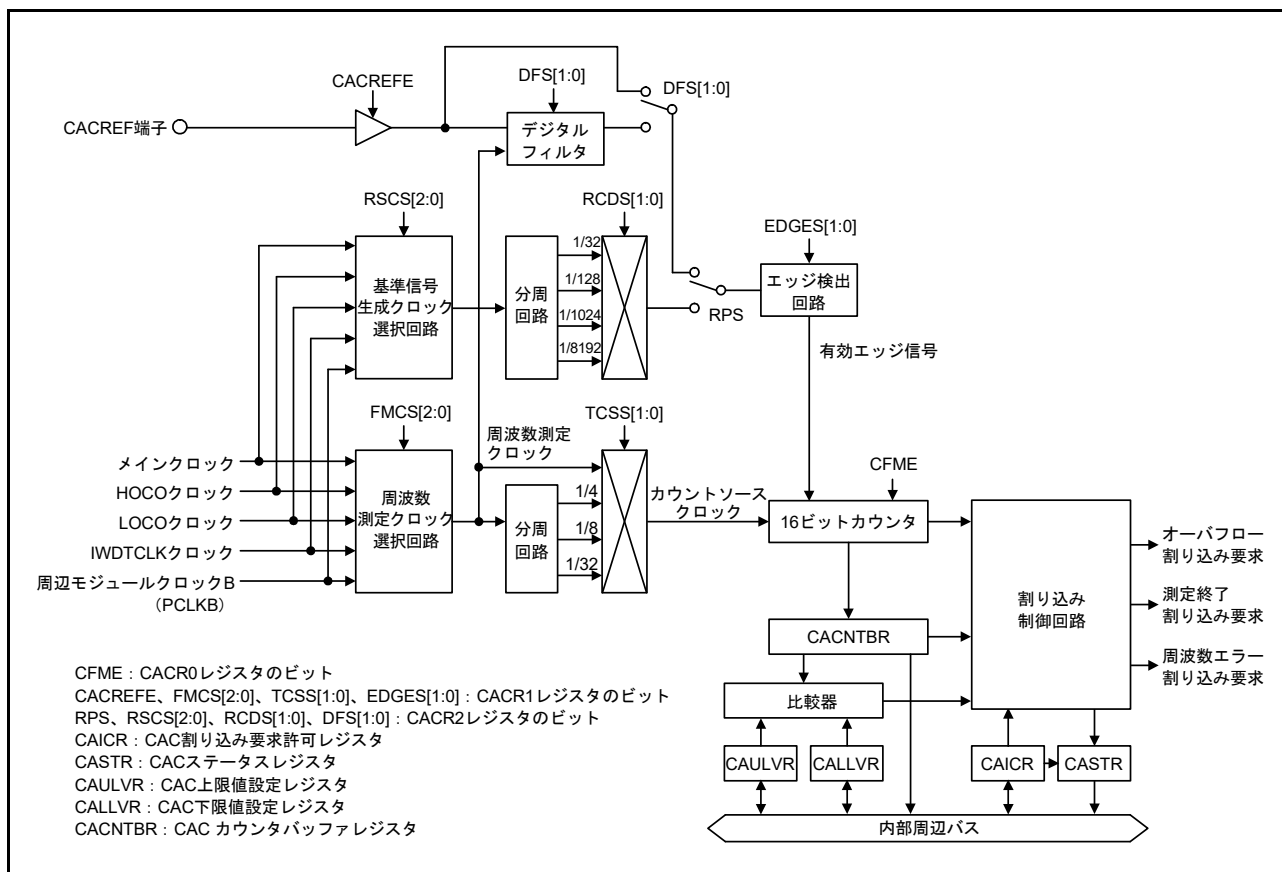 CACREFE
DFS[1:0]
DFS[1:0]
CACREF端子
デジタル
フィルタ
RSCS[2:0]
RCDS[1:0]
EDGES[1:0]
基準信号
生成クロック
選択回路
分周
回路
1/32
1/128
1/1024
1/8192
RPS
エッジ検出
回路
有効エッジ信号
FMCS[2:0]
TCSS[1:0]
周波数測定
クロック
CFME
メインクロック
HOCOクロック
LOCOクロック
IWDTCLKクロック
周辺モジュールクロックB
（PCLKB）
周波数
測定クロック
選択回路
分周
回路
1/4
1/8
1/32
カウントソース
クロック
16ビットカウンタ
割り込み
制御回路
オーバフロー
割り込み要求
測定終了
割り込み要求
周波数エラー
割り込み要求
CACNTBR
比較器
CAULVR
CALLVR
CAICR
CASTR
内部周辺バス
CFME：CACR0レジスタのビット
CACREFE、FMCS[2:0]、TCSS[1:0]、EDGES[1:0]：CACR1レジスタのビット
RPS、RSCS[2:0]、RCDS[1:0]、DFS[1:0]：CACR2レジスタのビット
CAICR：CAC割り込み要求許可レジスタ
CASTR：CACステータスレジスタ
CAULVR：CAC上限値設定レジスタ
CALLVR：CAC下限値設定レジスタ
CACNTBR：CAC カウンタバッファレジスタ